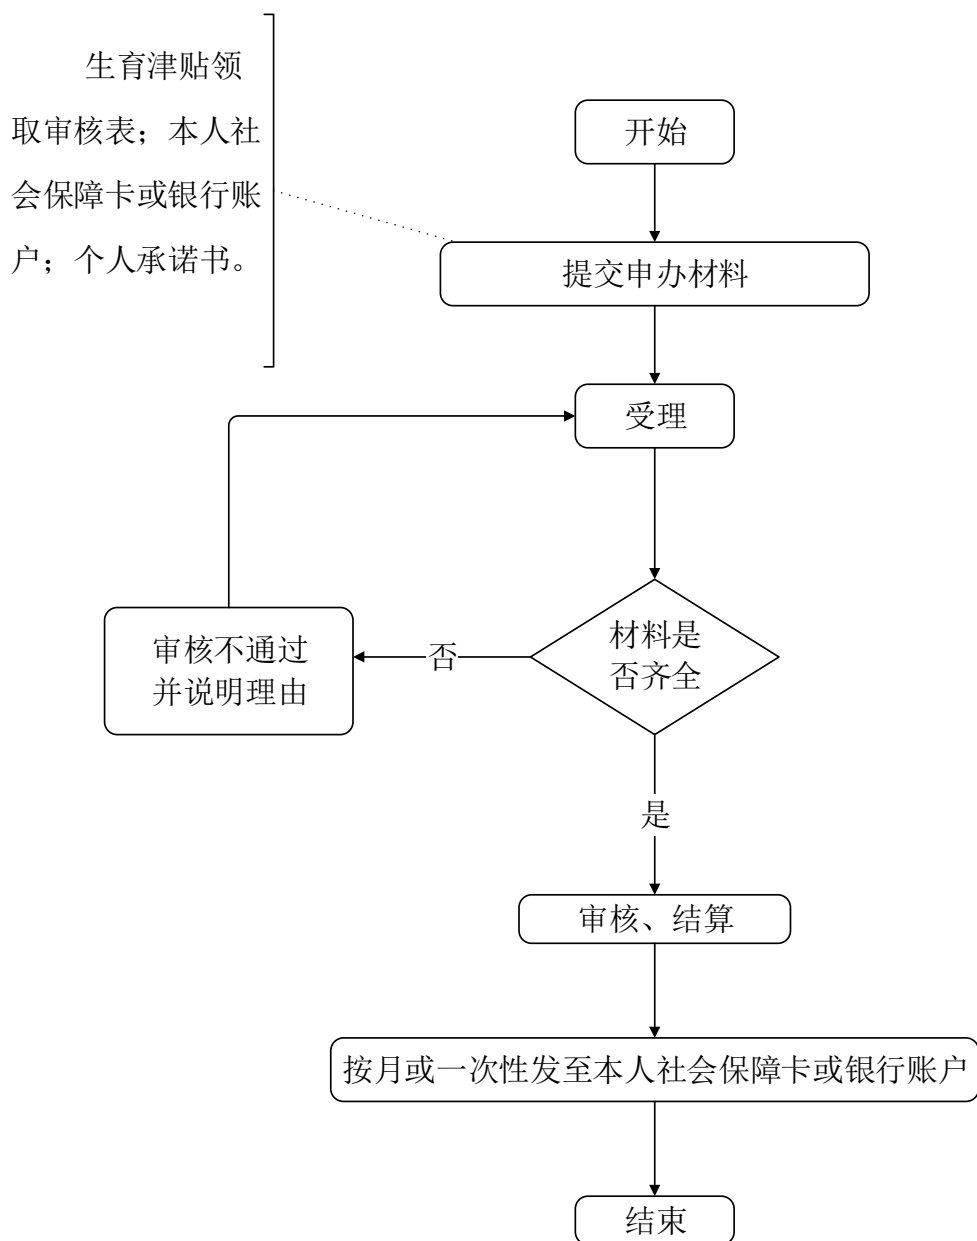 生育津贴领
取审核表；本人社
会保障卡或银行账
户；个人承诺书。
开始
提交申办材料
受理
材料是
否齐全
否
审核不通过
并说明理由
是
审核、结算
按月或一次性发至本人社会保障卡或银行账户
结束